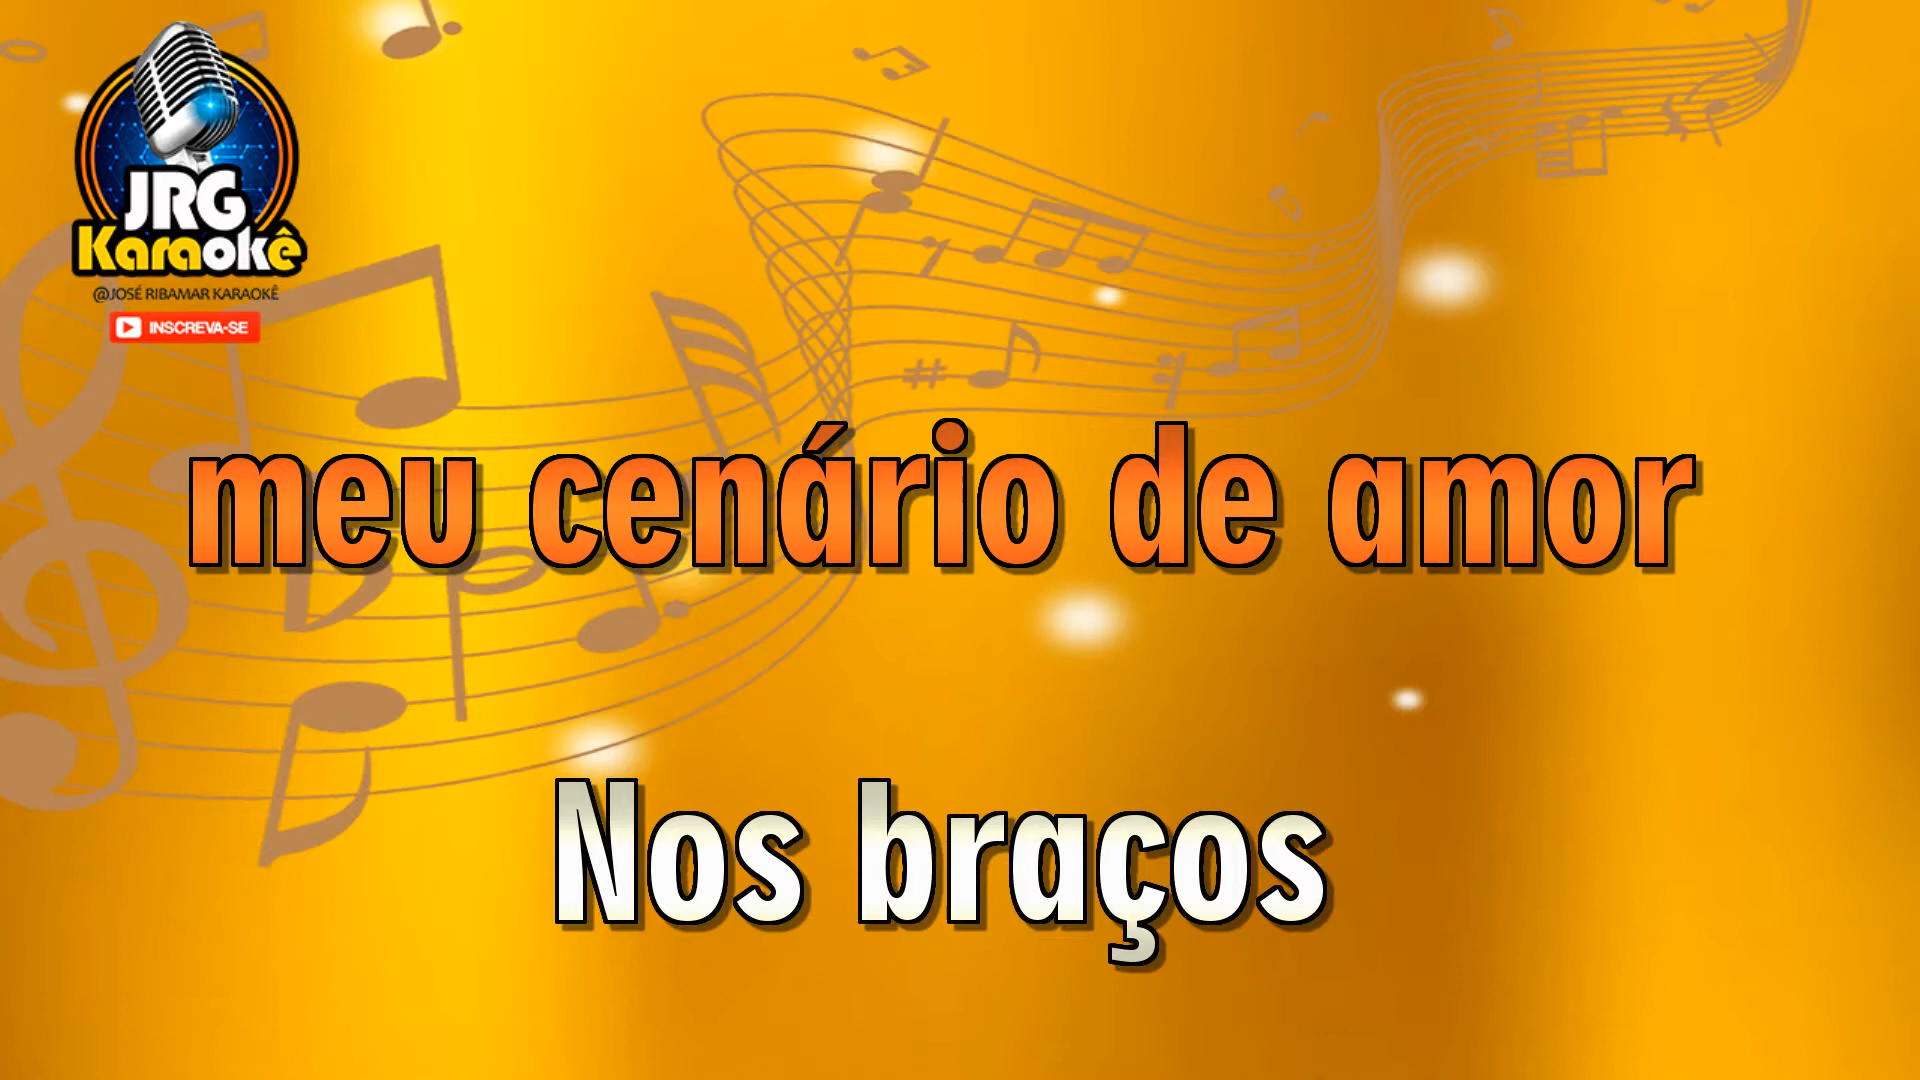 JRG
Karaokê
@JOSÉ RIBAMAR KARAOKÊ
INSCREVA-SE
meu cenário de amor
Nos braços